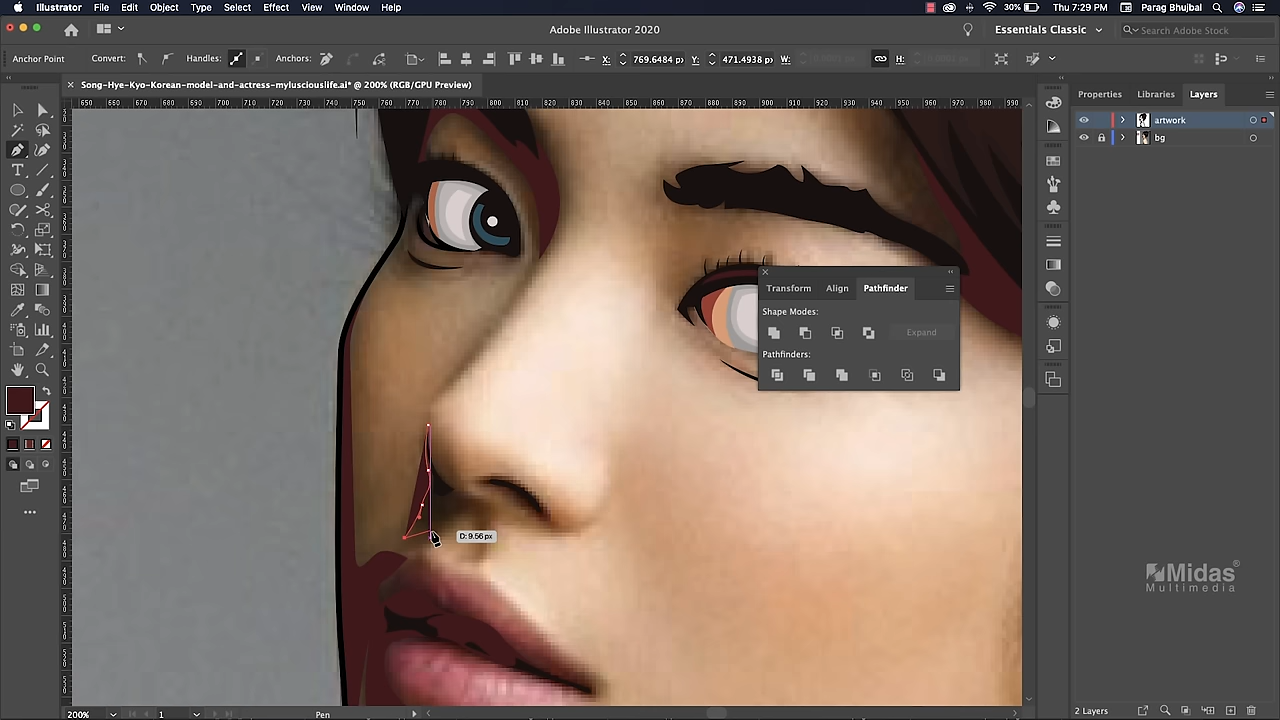 Illustrator File Edit Object Type Select Effect View Window Help 30% Thu 7:29 PM Parag Bhujbal
Adobe Illustrator 2020 Essentials Classic Search Adobe Stock
Anchor Point Convert: Handles: Anchors: X: 769.6484 p Y: 471.4938 p W: H:
Song-Hye-Kyo-Korean-model-and-actress-mylusciouslife.ai* @ 200% (RGB/GPU Preview)
Properties Libraries Layers
650 660 670 680 690 700 710 720 730 740 750 760 770 780 790 800 810 820 830 840 850 860 870 880 890 900 910 920 930 940 950 960 970 980 990
artwork
bg
Transform Align Pathfinder
Shape Modes:
Expand
Pathfinders:
D: 9.56 px
Midas®
Multimedia
200% 1 Pen
2 Layers